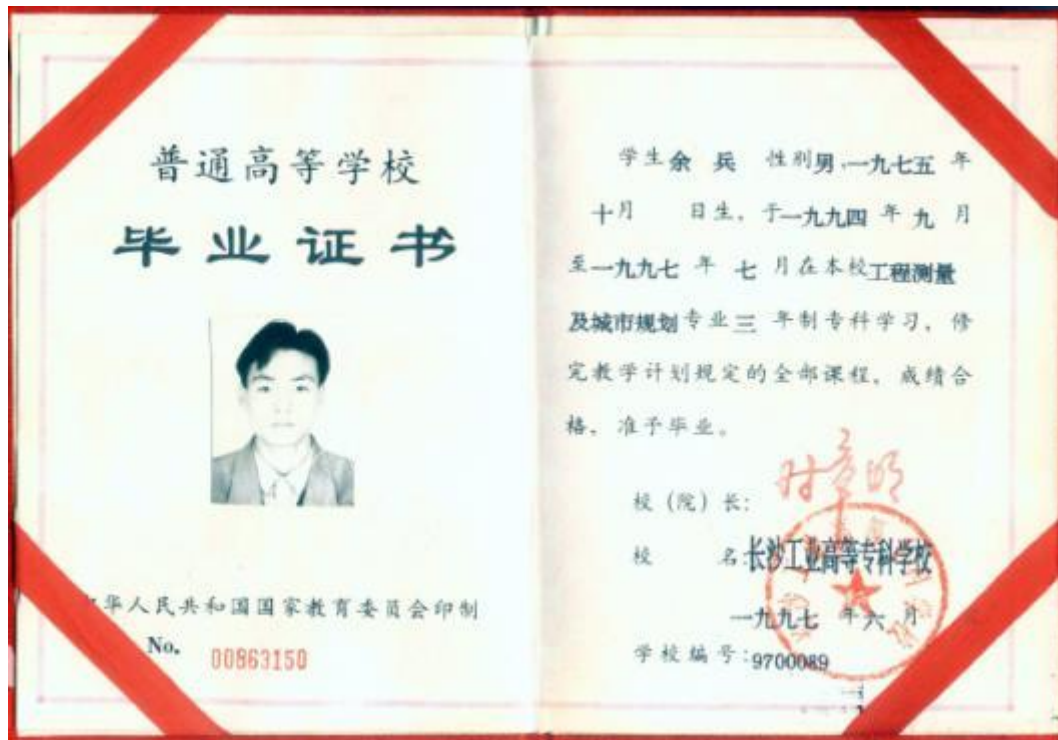 普通高等学校
毕业证书
中华人民共和国国家教育委员会印制
No. 00863150
学生余 兵 性别男,一九七五 年
十月 日生, 于一九九四 年 九 月
至一九九七 年 七 月在本校工程测量
及城市规划专业三 年制专科学习, 修
完教学计划规定的全部课程, 成绩合
格, 准予毕业。
校(院)长:
校 名:长沙工业高等专科学校
一九九七 年六 月
学校编号:9700089